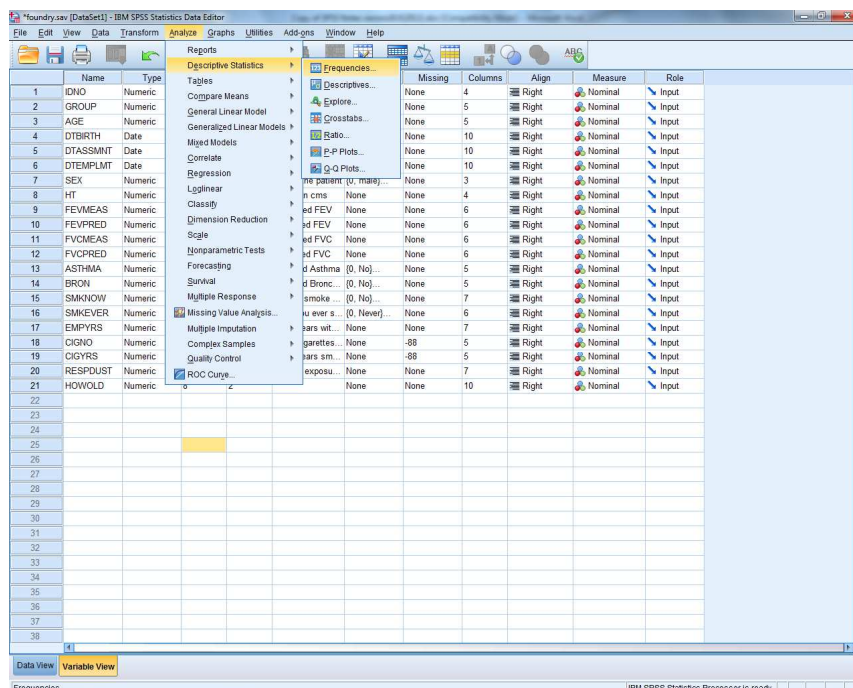 *foundry.sav [DataSet1] - IBM SPSS Statistics Data Editor
File Edit View Data Transform Analyze Graphs Utilities Add-ons Window Help
Reports
Descriptive Statistics
Tables
Compare Means
General Linear Model
Generalized Linear Models
Mixed Models
Correlate
Regression
Loglinear
Classify
Dimension Reduction
Scale
Nonparametric Tests
Forecasting
Survival
Multiple Response
Missing Value Analysis...
Multiple Imputation
Complex Samples
Quality Control
ROC Curve...
Frequencies...
Descriptives...
Explore...
Crosstabs...
Ratio...
P-P Plots...
Q-Q Plots...
Name Type Missing Columns Align Measure Role
1 IDNO Numeric None 4 Right Nominal Input
2 GROUP Numeric None 5 Right Nominal Input
3 AGE Numeric None 5 Right Nominal Input
4 DTBIRTH Date None 10 Right Nominal Input
5 DTASSMNT Date None 10 Right Nominal Input
6 DTEMPLMT Date None 10 Right Nominal Input
7 SEX Numeric he patient {0, male}... None 3 Right Nominal Input
8 HT Numeric n cms None None 4 Right Nominal Input
9 FEVMEAS Numeric ed FEV None None 6 Right Nominal Input
10 FEVPRED Numeric ed FEV None None 6 Right Nominal Input
11 FVCMEAS Numeric ed FVC None None 6 Right Nominal Input
12 FVCPRED Numeric ed FVC None None 6 Right Nominal Input
13 ASTHMA Numeric d Asthma {0, No}... None 5 Right Nominal Input
14 BRON Numeric d Bronc... {0, No}... None 5 Right Nominal Input
15 SMKNOW Numeric smoke ... {0, No}... None 7 Right Nominal Input
16 SMKEVER Numeric u ever s... {0, Never}... None 6 Right Nominal Input
17 EMPYRS Numeric ears wit... None None 7 Right Nominal Input
18 CIGNO Numeric garettes... None -88 5 Right Nominal Input
19 CIGYRS Numeric ears sm... None -88 5 Right Nominal Input
20 RESPDUST Numeric exposu... None None 7 Right Nominal Input
21 HOWOLD Numeric 8 2 None None 10 Right Nominal Input
22
23
24
25
26
27
28
29
30
31
32
33
34
35
36
37
38
Data View Variable View
Frequencies... IBM SPSS Statistics Processor is ready